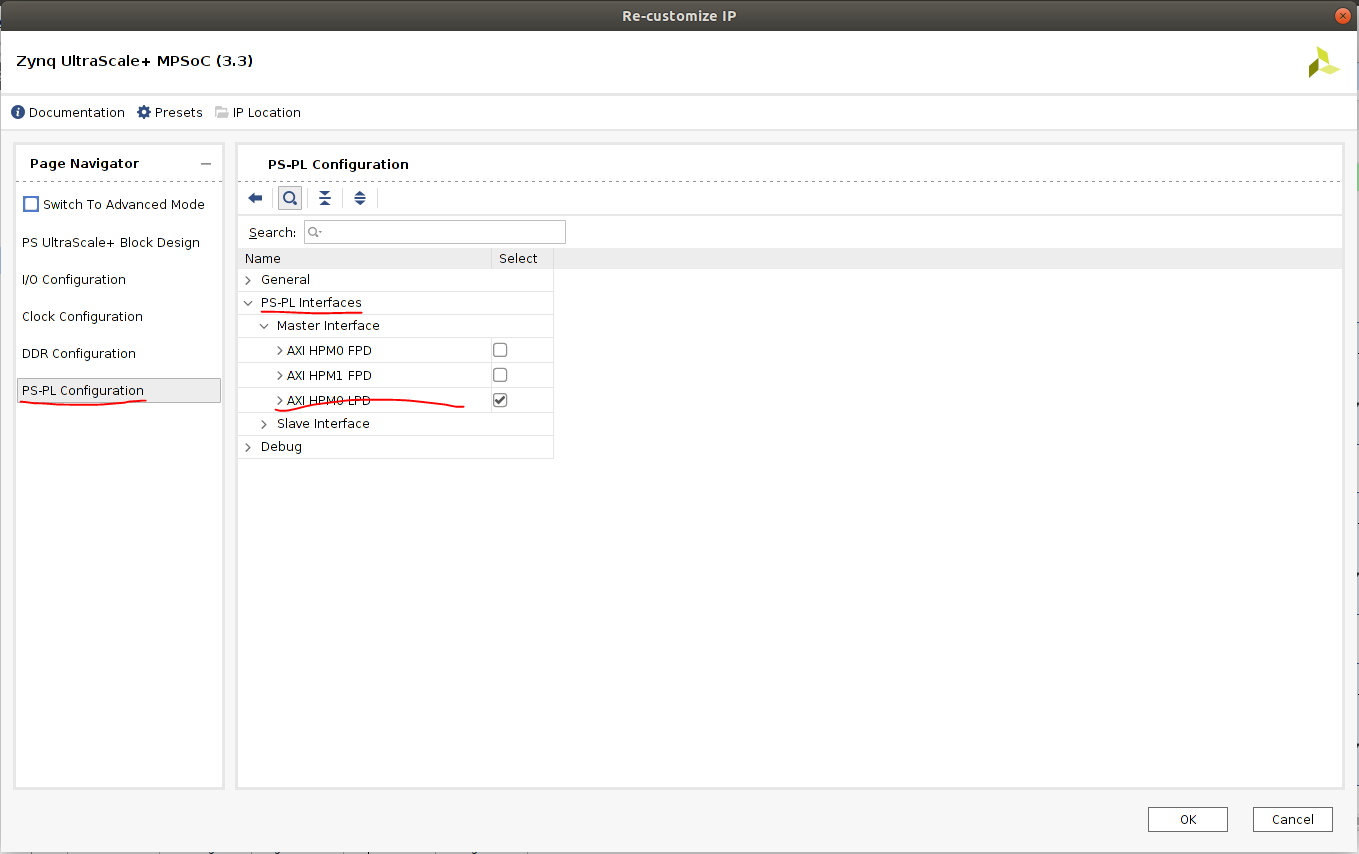 Re-customize IP
Zynq UltraScale+ MPSoC (3.3)
Documentation Presets IP Location
Page Navigator
Switch To Advanced Mode
PS UltraScale+ Block Design
I/O Configuration
Clock Configuration
DDR Configuration
PS-PL Configuration
PS-PL Configuration
Search:
Name Select
General
PS-PL Interfaces
Master Interface
AXI HPM0 FPD
AXI HPM1 FPD
AXI HPM0 LPD
Slave Interface
Debug
OK Cancel